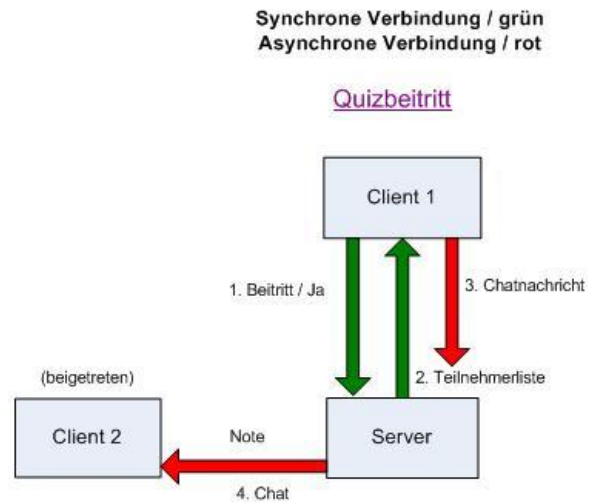 Synchrone Verbindung / grün
Asynchrone Verbindung / rot
Quizbeitritt
Client 1
1. Beitritt / Ja
3. Chatnachricht
2. Teilnehmerliste
(beigetreten)
Client 2
Note
Server
4. Chat